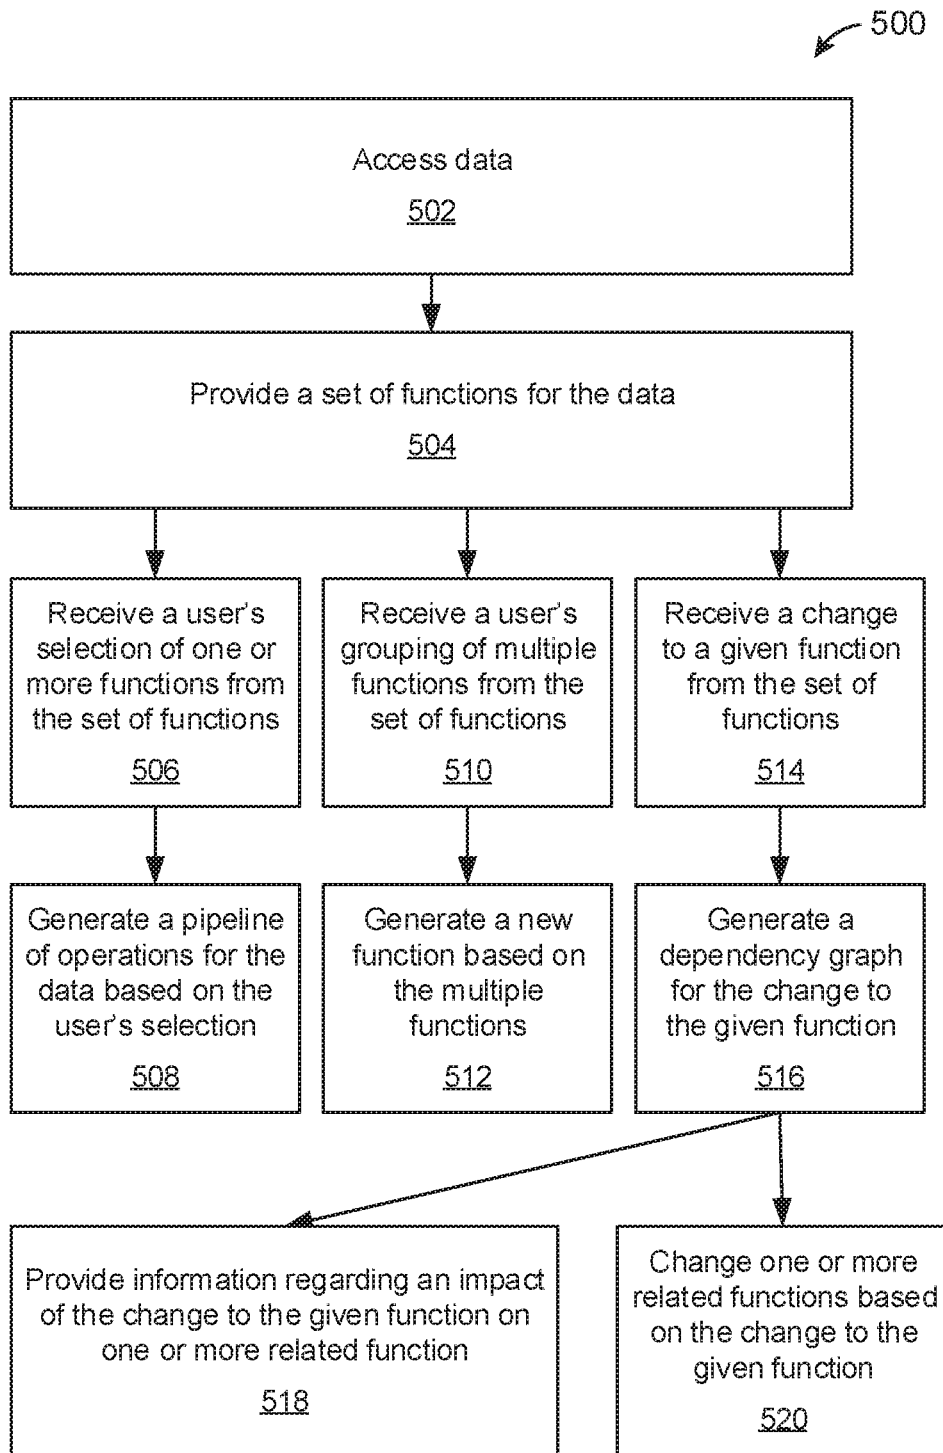 500
Access data
502
Provide a set of functions for the data
504
Receive a user's
selection of one or
more functions from
the set of functions
506
Receive a user's
grouping of multiple
functions from the
set of functions
510
Receive a change
to a given function
from the set of
functions
514
Generate a pipeline
of operations for the
data based on the
user's selection
508
Generate a new
function based on
the multiple
functions
512
Generate a
dependency graph
for the change to
the given function
516
Provide information regarding an impact
of the change to the given function on
one or more related function
518
Change one or more
related functions based
on the change to the
given function
520